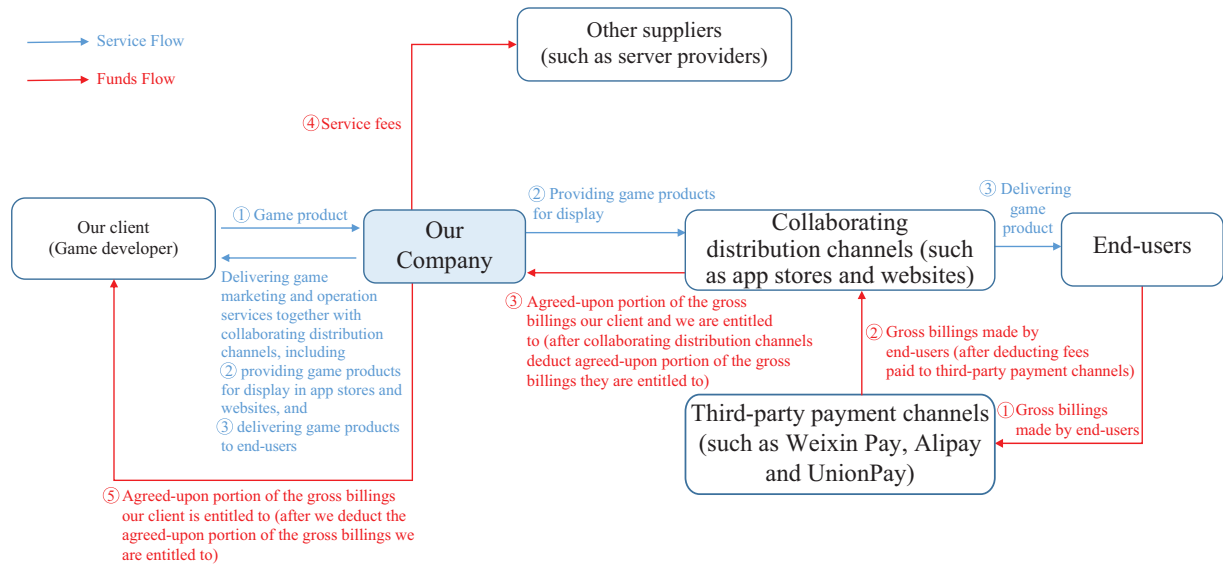 Service Flow
Funds Flow
Other suppliers
(such as server providers)
④ Service fees
Our client
(Game developer)
① Game product
Our
Company
② Providing game products
for display
Collaborating
distribution channels (such
as app stores and websites)
③ Delivering
game
product
End-users
Delivering game
marketing and operation
services together with
collaborating distribution
channels, including
② providing game products
for display in app stores and
websites, and
③ delivering game products
to end-users
③ Agreed-upon portion of the gross
billings our client and we are entitled
to (after collaborating distribution channels
deduct agreed-upon portion of the gross
billings they are entitled to)
② Gross billings made by
end-users (after deducting fees
paid to third-party payment channels)
Third-party payment channels
(such as Weixin Pay, Alipay
and UnionPay)
① Gross billings
made by end-users
⑤ Agreed-upon portion of the gross billings
our client is entitled to (after we deduct the
agreed-upon portion of the gross billings we
are entitled to)